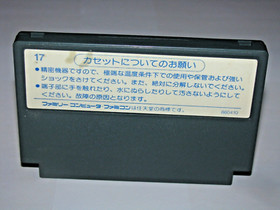 17
カセットについてのお願い
●精密機器ですので、極端な温度条件下での使用や保管および強い
ショックをさけてください。また、絶対に分解しないでください。
●端子部に手を触れたり、水にぬらしたりして汚さないようにして
ください。故障の原因となります。
ファミリーコンピュータ ファミコンは任天堂の商標です。